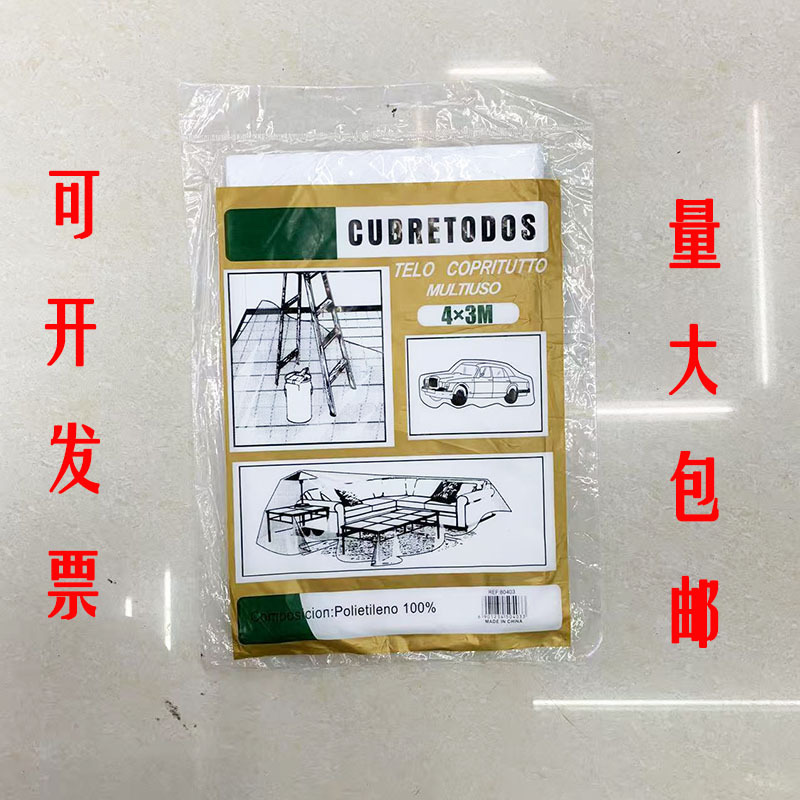 可开发票
量大包邮
CUBRETODOS
TELO COPRITUTTO
MULTIUSO
4×3M
Composicion:Polietileno 100%
REF 80403
MADE IN CHINA